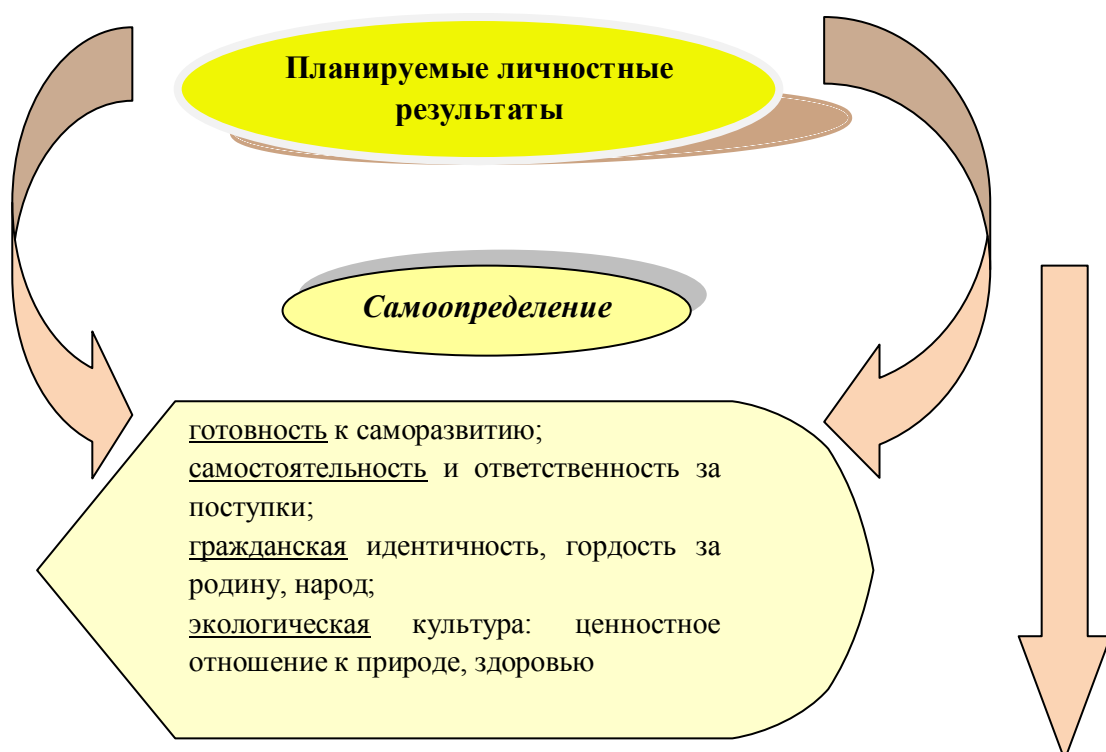 Планируемые личностные
результаты
Самоопределение
готовность к саморазвитию;
самостоятельность и ответственность за
поступки;
гражданская идентичность, гордость за
родину, народ;
экологическая культура: ценностное
отношение к природе, здоровью